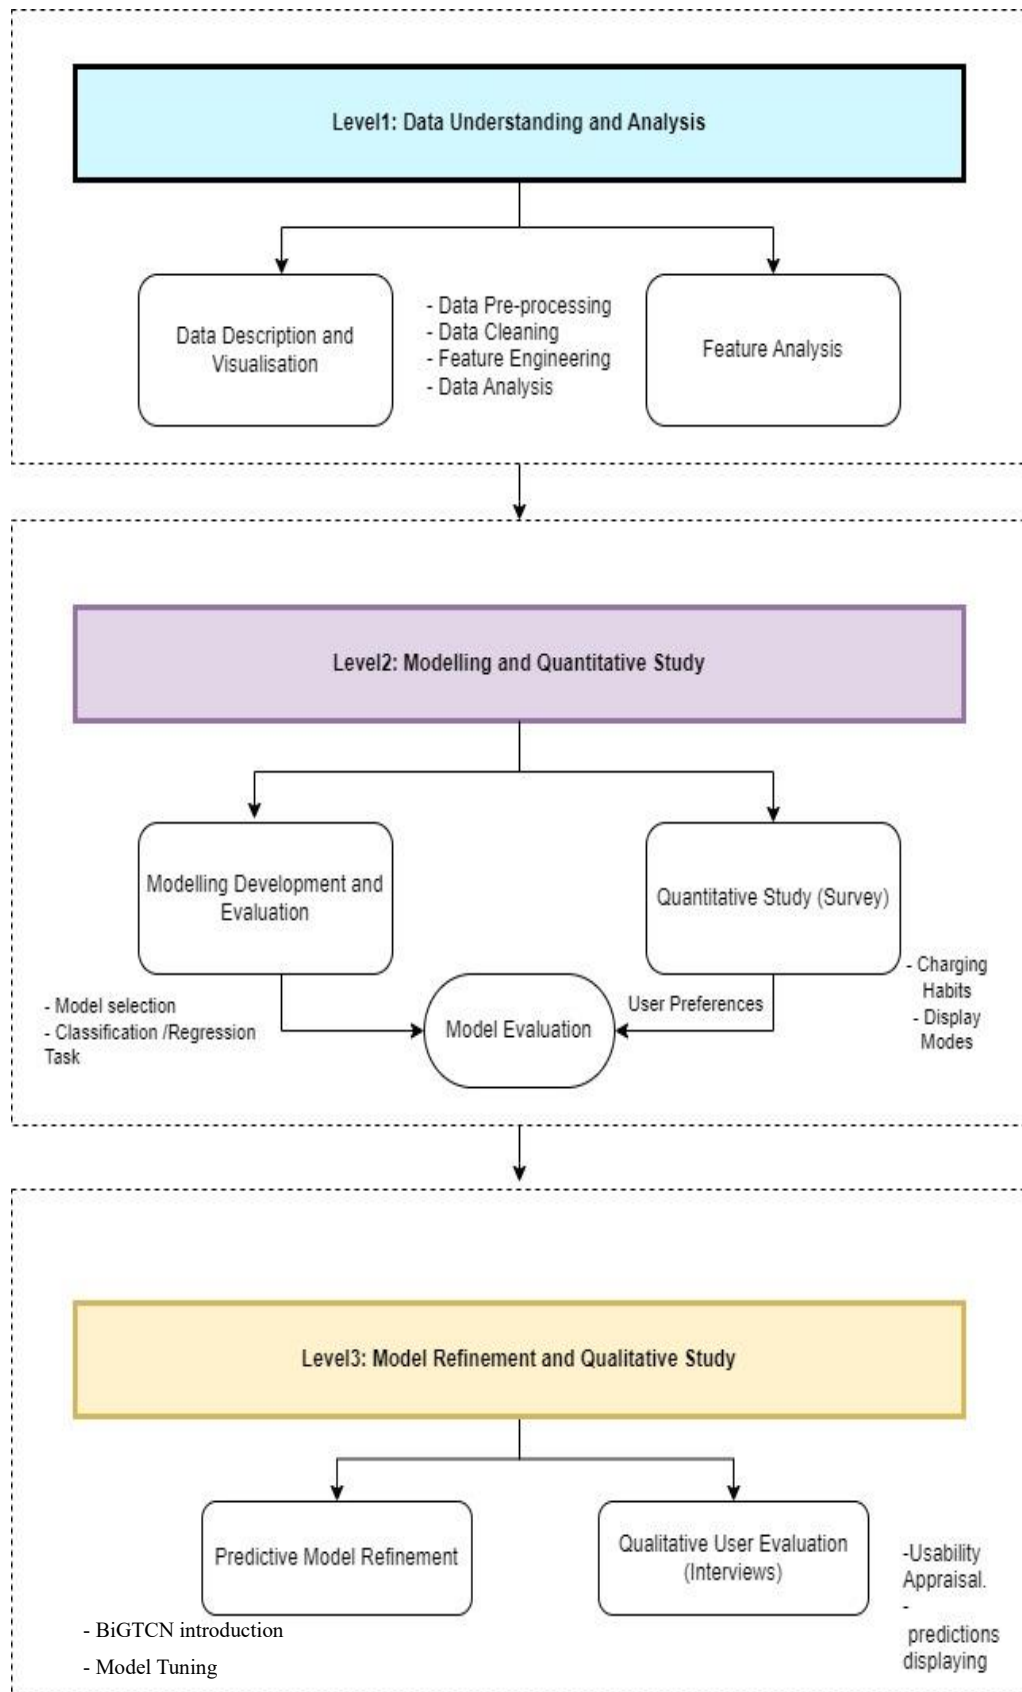 Level1: Data Understanding and Analysis
Data Description and
Visualisation
- Data Pre-processing
- Data Cleaning
- Feature Engineering
- Data Analysis
Feature Analysis
Level2: Modelling and Quantitative Study
Modelling Development and
Evaluation
Quantitative Study (Survey)
- Model selection
- Classification /Regression
Task
Model Evaluation
User Preferences
- Charging
Habits
- Display
Modes
Level3: Model Refinement and Qualitative Study
Predictive Model Refinement
Qualitative User Evaluation
(Interviews)
- BiGTCN introduction
- Model Tuning
-Usability
Appraisal.
-
predictions
displaying